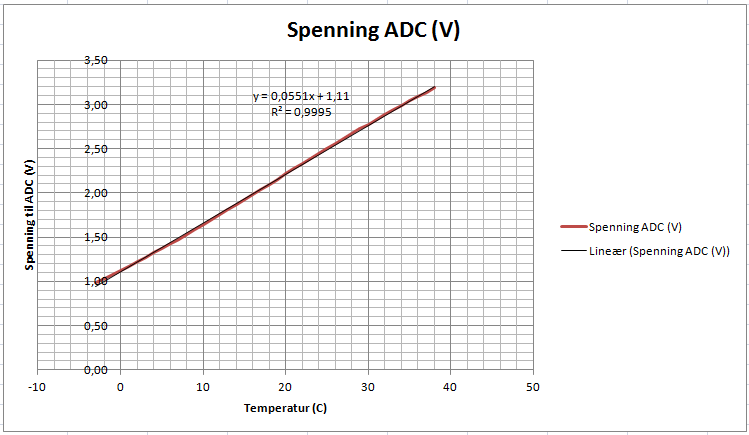 Spenning ADC (V)
3,50
3,00
2,50
2,00
1,50
1,00
0,50
0,00
Spenning til ADC (V)
y = 0,0551x + 1,11
R² = 0,9995
-10 0 10 20 30 40 50
Temperatur (C)
Spenning ADC (V)
Lineær (Spenning ADC (V))